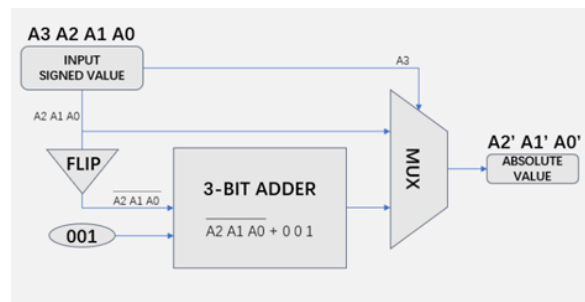 A3 A2 A1 A0
INPUT
SIGNED VALUE
A3
A2 A1 A0
FLIP
A2 A1 A0
001
3-BIT ADDER
A2 A1 A0 + 0 0 1
MUX
A2' A1' A0'
ABSOLUTE
VALUE